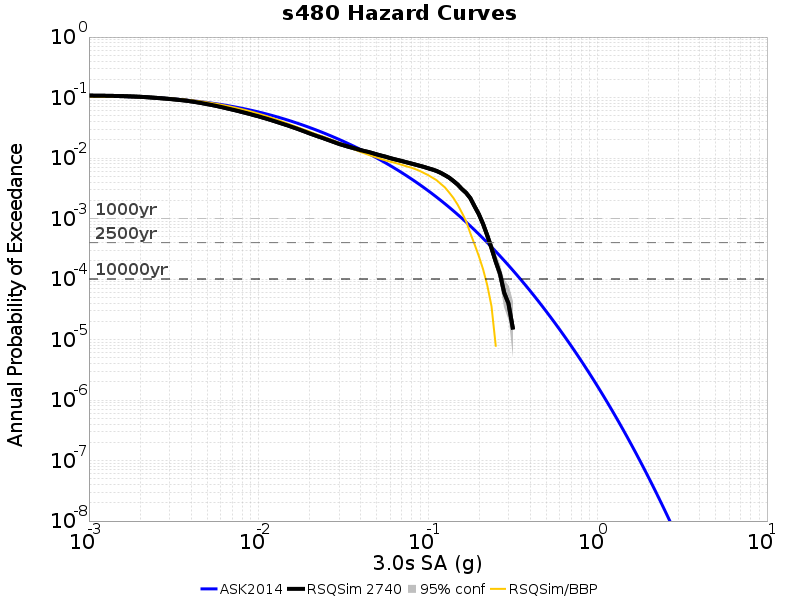 s480 Hazard Curves
Annual Probability of Exceedance
10^0
10^-1
10^-2
10^-3
10^-4
10^-5
10^-6
10^-7
10^-8
1000yr
2500yr
10000yr
10^-3 10^-2 10^-1 10^0 10^1
3.0s SA (g)
ASK2014 RSQSim 2740 95% conf RSQSim/BBP